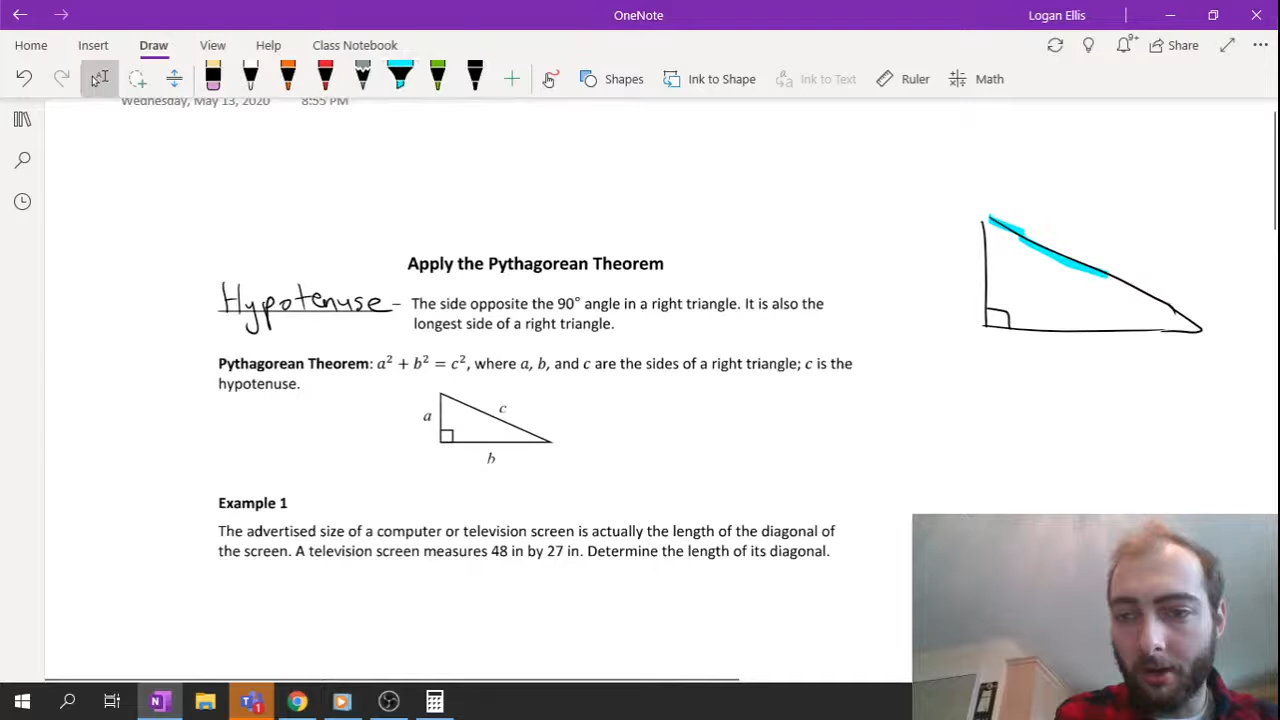 OneNote
Logan Ellis
Home Insert Draw View Help Class Notebook
9+ Share
Shapes Ink to Shape Ink to Text Ruler Math
Wednesday, May 13, 2020 8:55 PM
Apply the Pythagorean Theorem
Hypotenuse – The side opposite the 90° angle in a right triangle. It is also the
longest side of a right triangle.
Pythagorean Theorem: a² + b² = c², where a, b, and c are the sides of a right triangle; c is the
hypotenuse.
c
a
b
Example 1
The advertised size of a computer or television screen is actually the length of the diagonal of
the screen. A television screen measures 48 in by 27 in. Determine the length of its diagonal.